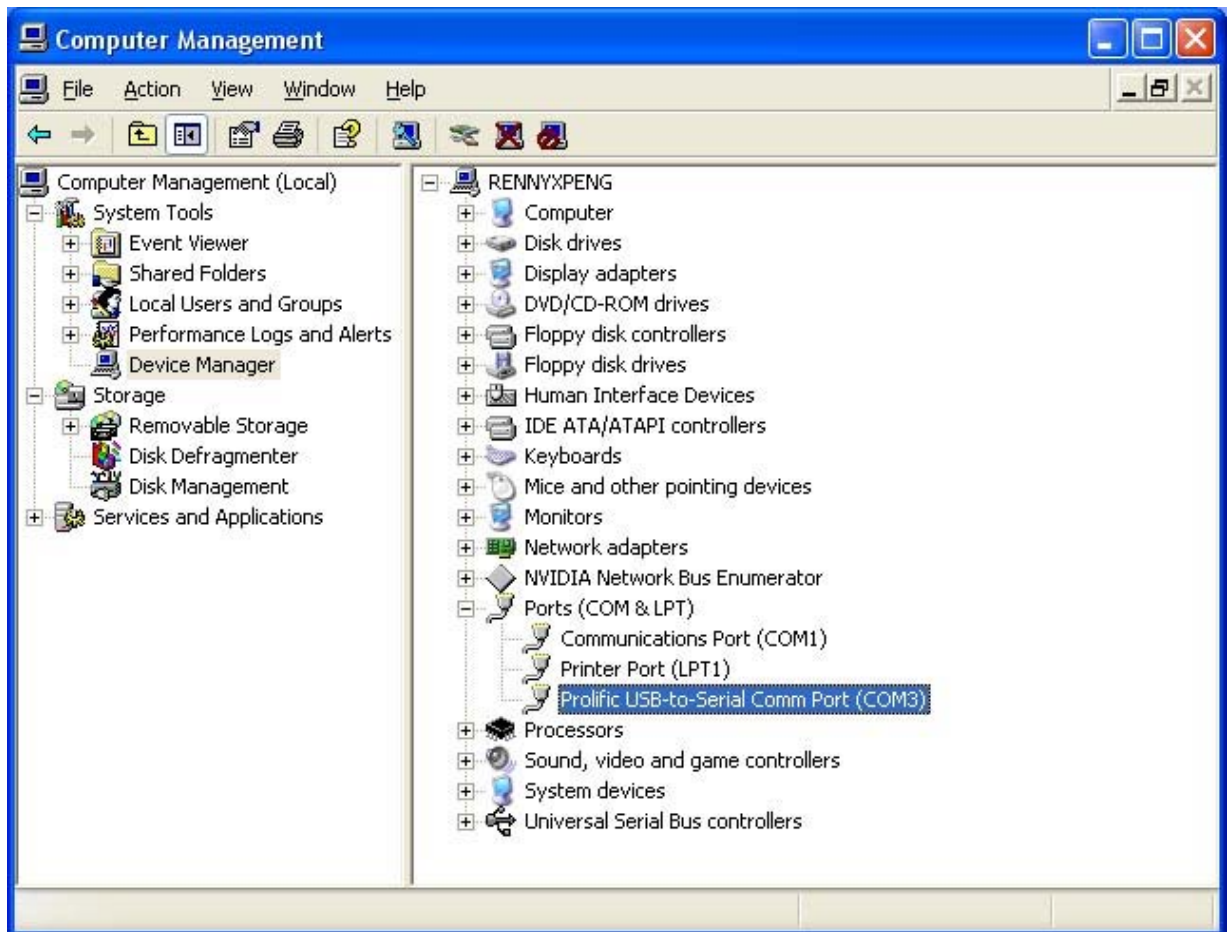 Computer Management
File Action View Window Help
Computer Management (Local)
System Tools
Event Viewer
Shared Folders
Local Users and Groups
Performance Logs and Alerts
Device Manager
Storage
Removable Storage
Disk Defragmenter
Disk Management
Services and Applications
RENNYXPENG
Computer
Disk drives
Display adapters
DVD/CD-ROM drives
Floppy disk controllers
Floppy disk drives
Human Interface Devices
IDE ATA/ATAPI controllers
Keyboards
Mice and other pointing devices
Monitors
Network adapters
NVIDIA Network Bus Enumerator
Ports (COM & LPT)
Communications Port (COM1)
Printer Port (LPT1)
Prolific USB-to-Serial Comm Port (COM3)
Processors
Sound, video and game controllers
System devices
Universal Serial Bus controllers